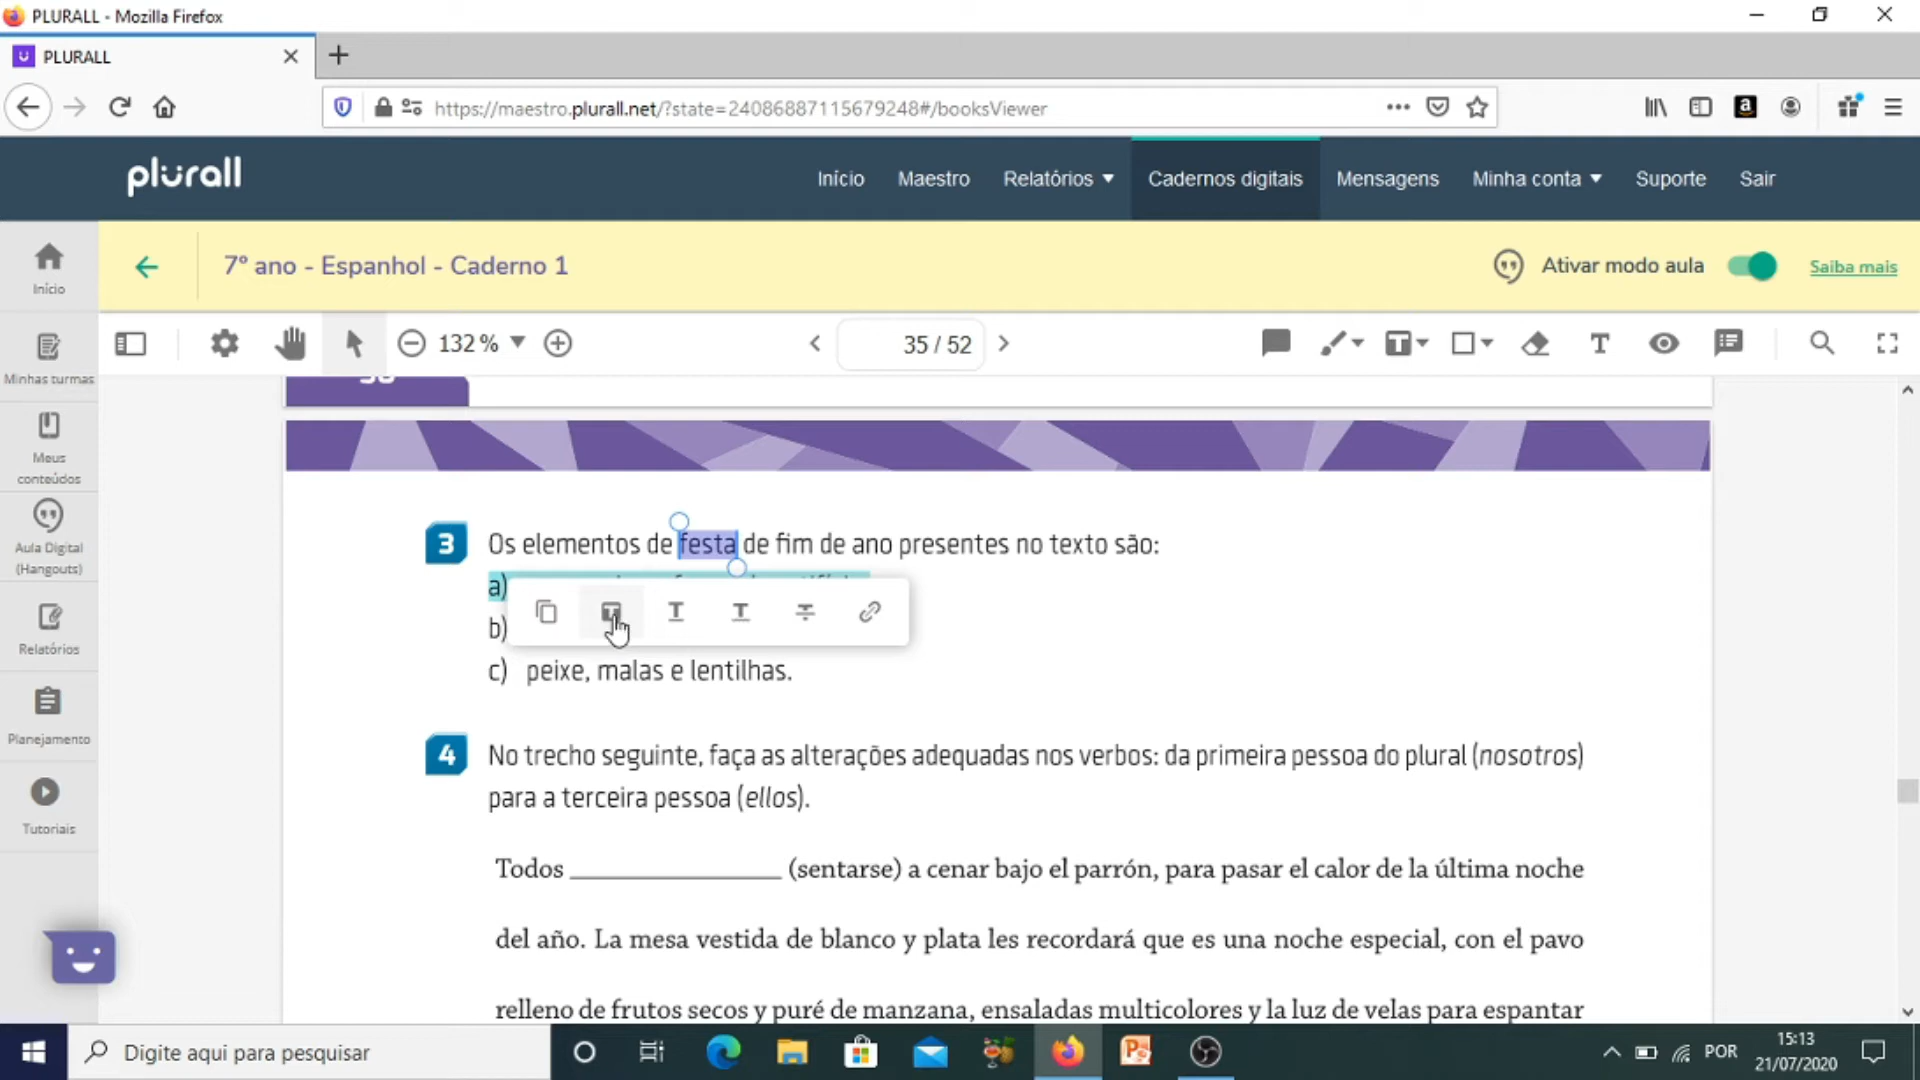 PLURALL - Mozilla Firefox
PLURALL
https://maestro.plurall.net/?state=24086887115679248#/booksViewer
plurall
Início Maestro Relatórios Cadernos digitais Mensagens Minha conta Suporte Sair
7º ano - Espanhol - Caderno 1
Ativar modo aula
Saiba mais
Início
Minhas turmas
Meus
conteúdos
Aula Digital
(Hangouts)
Relatórios
Planejamento
Tutoriais
132 %
35 / 52
3 Os elementos de festa de fim de ano presentes no texto são:
a)
b)
c) peixe, malas e lentilhas.
4 No trecho seguinte, faça as alterações adequadas nos verbos: da primeira pessoa do plural (nosotros)
para a terceira pessoa (ellos).
Todos ________________ (sentarse) a cenar bajo el parrón, para pasar el calor de la última noche
del año. La mesa vestida de blanco y plata les recordará que es una noche especial, con el pavo
relleno de frutos secos y puré de manzana, ensaladas multicolores y la luz de velas para espantar
Digite aqui para pesquisar
POR
15:13
21/07/2020